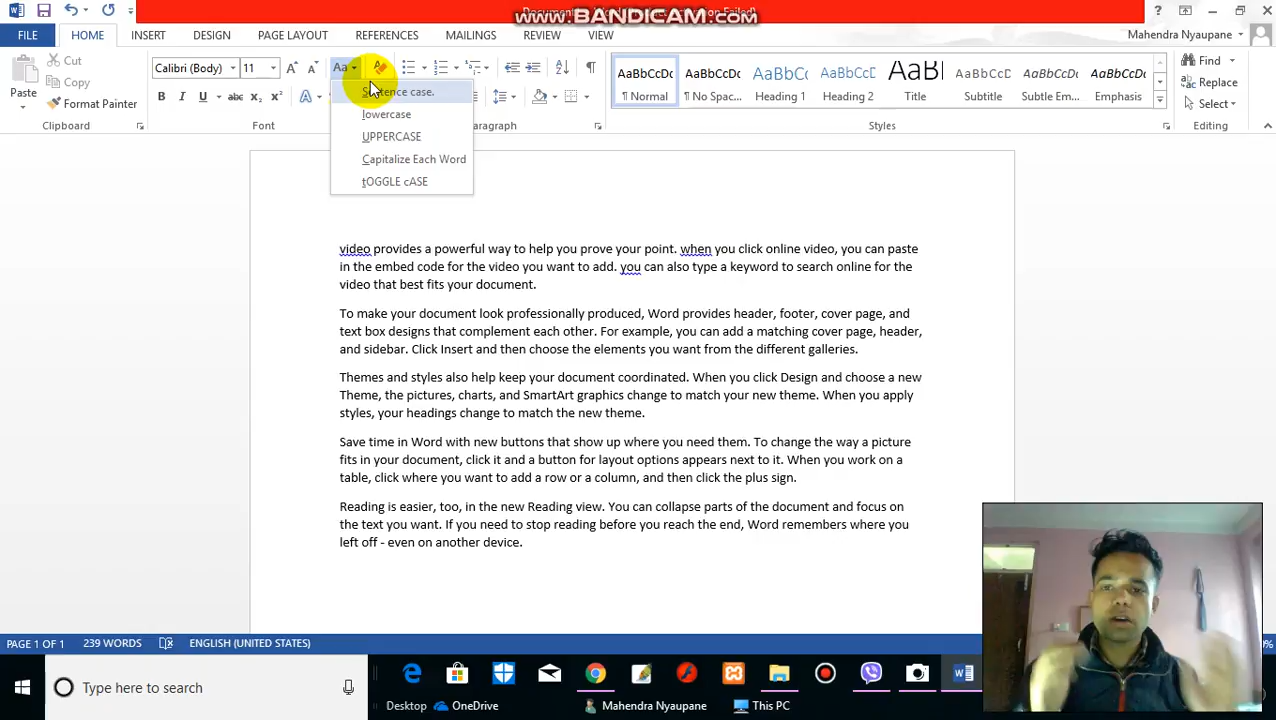 www.BANDICAM.com
FILE HOME INSERT DESIGN PAGE LAYOUT REFERENCES MAILINGS REVIEW VIEW Mahendra Nyaupane
Cut
Copy
Format Painter
Paste
Clipboard
Calibri (Body) 11 Aa
B I U abc X₂ X² A
Font
Paragraph
AaBbCcDc AaBbCcDc AaBbCc AaBbCcD AaBl AaBbCcD AaBbCcDc
¶ Normal ¶ No Spac... Heading 1 Heading 2 Title Subtitle Subtle Em...
Styles
Find
Replace
Select
Editing
Sentence case.
lowercase
UPPERCASE
Capitalize Each Word
tOGGLE cASE
video provides a powerful way to help you prove your point. when you click online video, you can paste
in the embed code for the video you want to add. you can also type a keyword to search online for the
video that best fits your document.
To make your document look professionally produced, Word provides header, footer, cover page, and
text box designs that complement each other. For example, you can add a matching cover page, header,
and sidebar. Click Insert and then choose the elements you want from the different galleries.
Themes and styles also help keep your document coordinated. When you click Design and choose a new
Theme, the pictures, charts, and SmartArt graphics change to match your new theme. When you apply
styles, your headings change to match the new theme.
Save time in Word with new buttons that show up where you need them. To change the way a picture
fits in your document, click it and a button for layout options appears next to it. When you work on a
table, click where you want to add a row or a column, and then click the plus sign.
Reading is easier, too, in the new Reading view. You can collapse parts of the document and focus on
the text you want. If you need to stop reading before you reach the end, Word remembers where you
left off - even on another device.
PAGE 1 OF 1 239 WORDS ENGLISH (UNITED STATES)
Type here to search
Desktop OneDrive Mahendra Nyaupane This PC